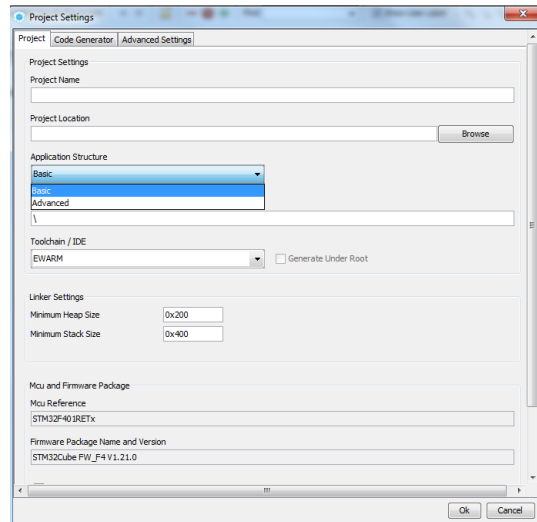 Project Settings
Project Code Generator Advanced Settings
Project Settings
Project Name
Project Location
Browse
Application Structure
Basic
Basic
Advanced
\
Toolchain / IDE
EWARM Generate Under Root
Linker Settings
Minimum Heap Size 0x200
Minimum Stack Size 0x400
Mcu and Firmware Package
Mcu Reference
STM32F401RETx
Firmware Package Name and Version
STM32Cube FW_F4 V1.21.0
Ok Cancel